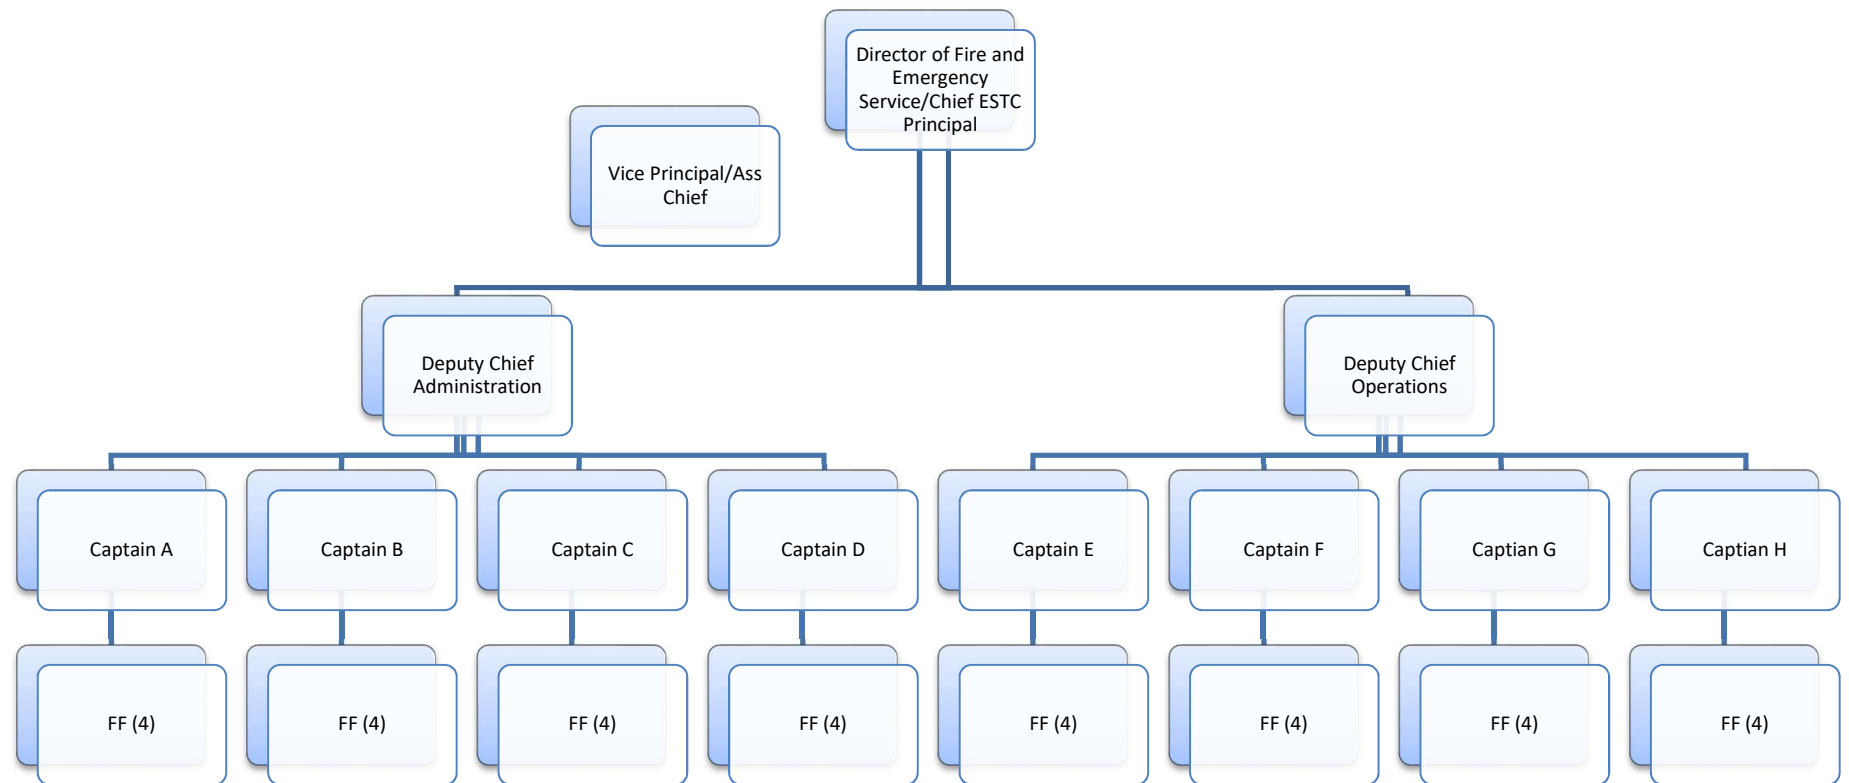 Director of Fire and
Emergency
Service/Chief ESTC
Principal
Vice Principal/Ass
Chief
Deputy Chief
Administration
Deputy Chief
Operations
Captain A
Captain B
Captain C
Captain D
Captain E
Captain F
Captian G
Captian H
FF (4)
FF (4)
FF (4)
FF (4)
FF (4)
FF (4)
FF (4)
FF (4)